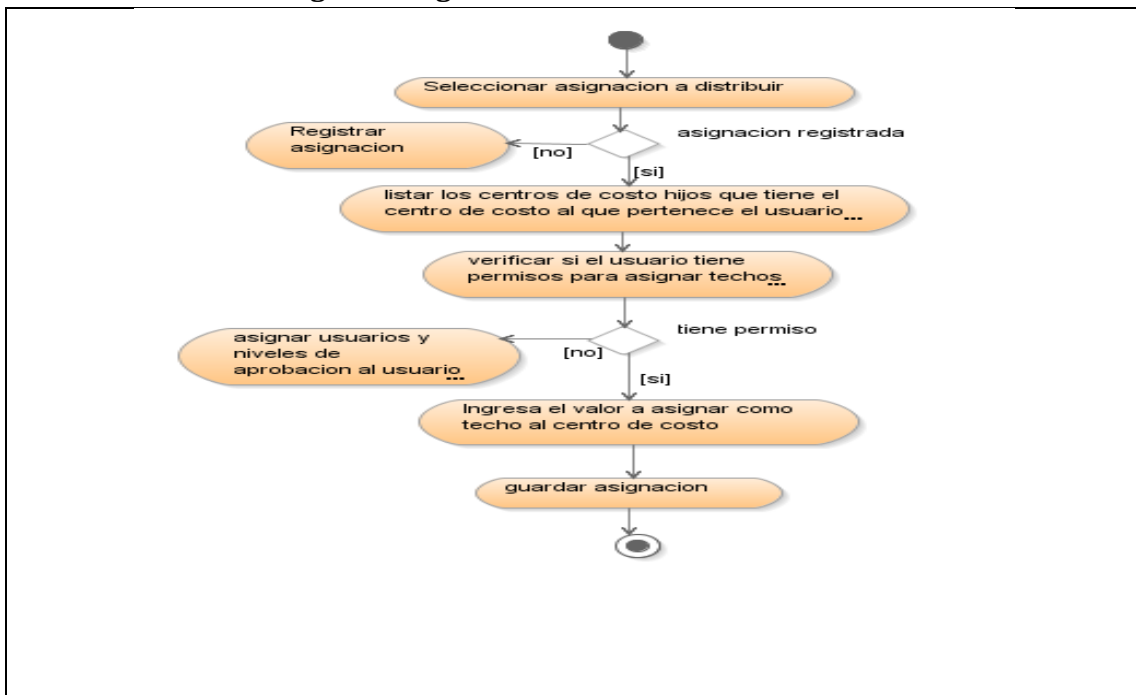 Seleccionar asignacion a distribuir
asignacion registrada
Registrar
asignacion
[no]
[si]
listar los centros de costo hijos que tiene el
centro de costo al que pertenece el usuario...
verificar si el usuario tiene
permisos para asignar techos...
tiene permiso
asignar usuarios y
niveles de
aprobacion al usuario...
[no]
[si]
Ingresa el valor a asignar como
techo al centro de costo
guardar asignacion